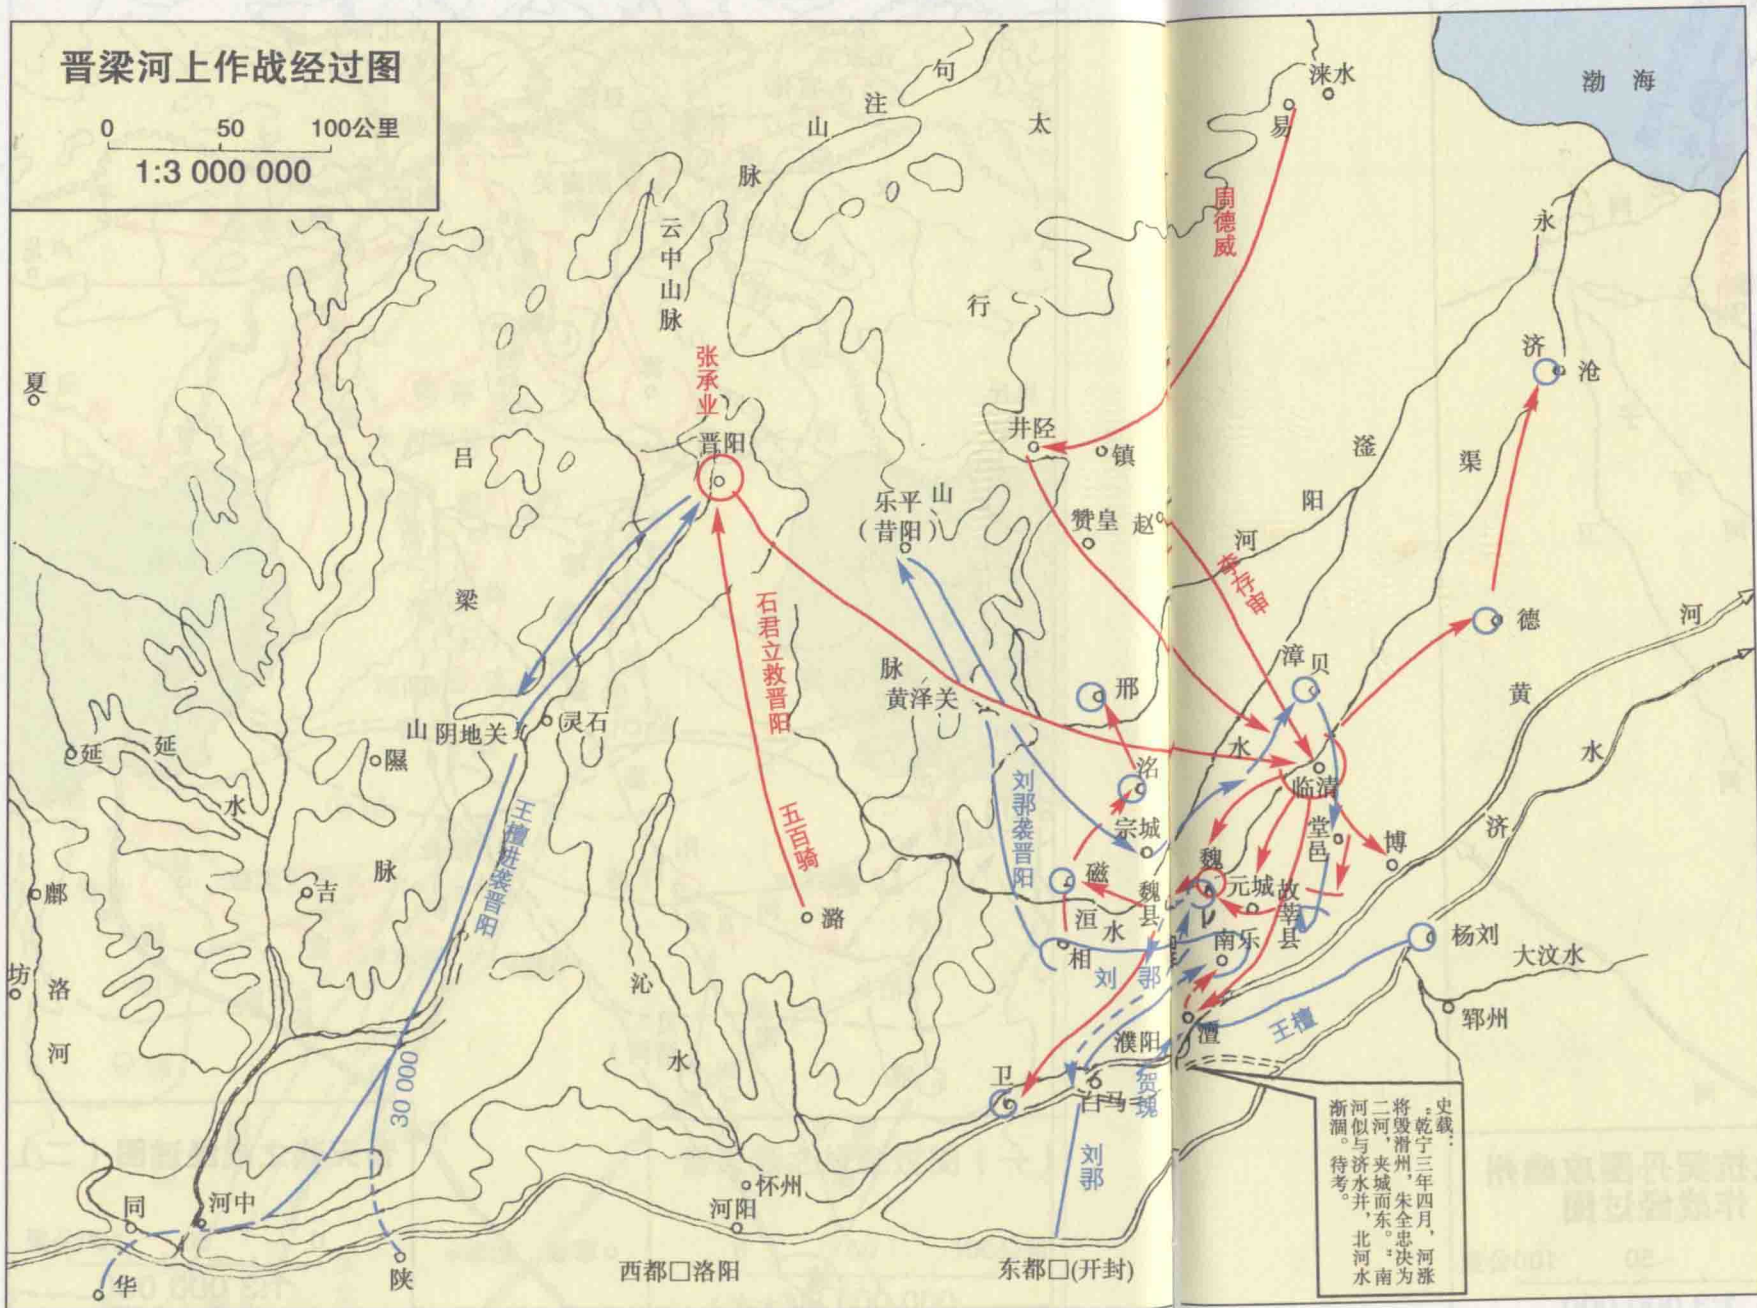 晋梁河上作战经过图
0 50 100公里
1:3 000 000
渤海
涞水
易
句
注
山
脉
太
行
山
脉
云中山脉
周德威
永
济
渠
沧
夏
张承业
晋阳
吕
梁
山
脉
井陉
镇
滏
阳
河
乐平
(昔阳)
赞皇
赵
李存审
石君立救晋阳
五百骑
德
河
黄
漳
水
贝
邢
黄泽关
阴地关
灵石
隰
延
延
水
洺
临清
水
济
刘鄩袭晋阳
王檀进袭晋阳
宗城
堂邑
博
魏
元城
故莘县
磁
魏县
洹
水
相
南乐
杨刘
大汶水
郓州
鄜
吉
潞
坊
洛
河
沁
水
刘鄩
澶
王檀
濮阳
贺瑰
卫
白马
刘鄩
30 000
同
河中
华
陕
怀州
河阳
西都口洛阳
东都口(开封)
史载：
“乾宁三年四月，河涨
将毁滑州，朱全忠决为
二河，夹城而东。”南
河似与济水并，北河水
渐涸。待考。